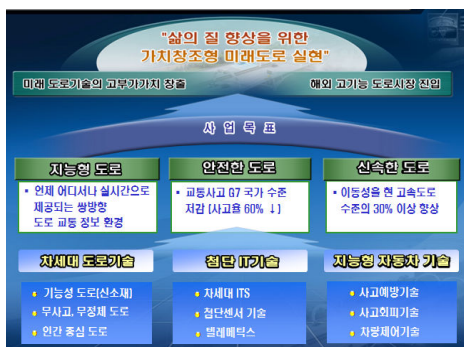 "삶의 질 향상을 위한
가치창조형 미래도로 실현"
미래 도로기술의 고부가가치 창출
해외 고기능 도로시장 진입
사 업 목 표
지능형 도로
안전한 도로
신속한 도로
▪ 언제 어디서나 실시간으로
제공되는 쌍방향
도로 교통 정보 환경
▪ 교통사고 G7 국가 수준
저감 (사고율 60% ↓)
▪ 이동성을 현 고속도로
수준의 30% 이상 향상
차세대 도로기술
첨단 IT기술
지능형 자동차 기술
기능성 도로(신소재)
무사고, 무정체 도로
인간 중심 도로
차세대 ITS
첨단센서 기술
텔레매틱스
사고예방기술
사고회피기술
차량제어기술